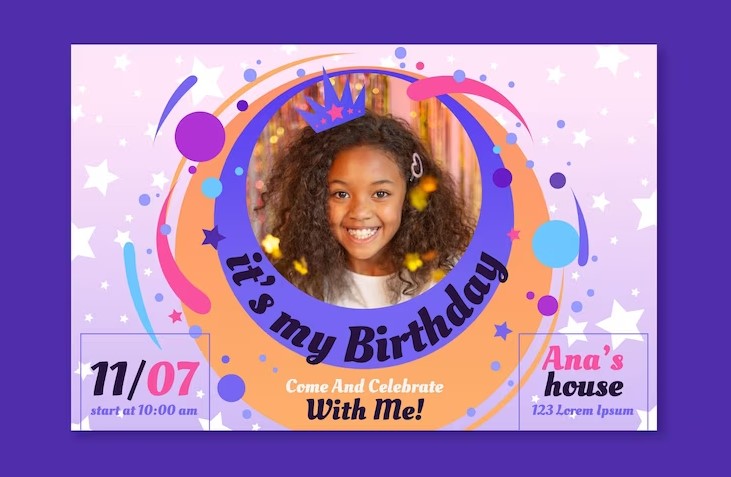 it's my Birthday
Come And Celebrate
With Me!
11/07
start at 10:00 am
Ana's
house
123 Lorem Ipsum